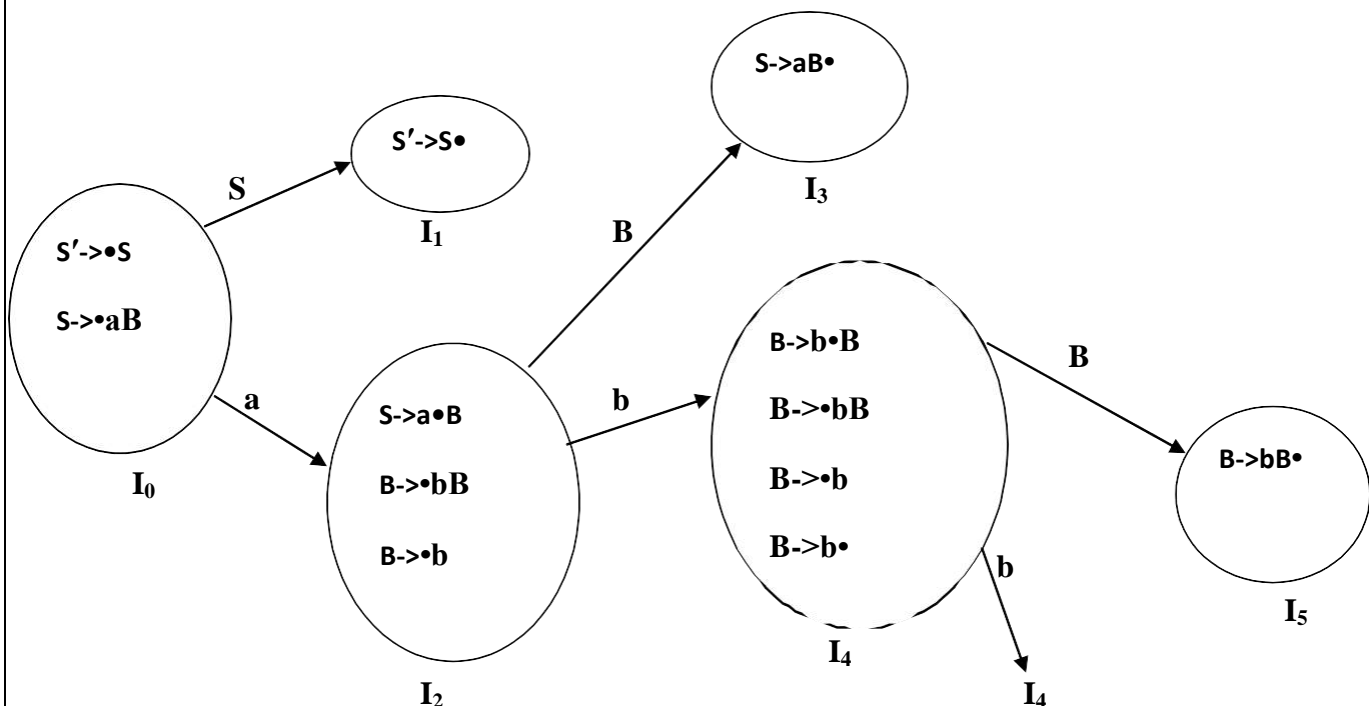 S'->S•
I₁
S
S'->•S
S->•aB
I₀
a
S->a•B
B->•bB
B->•b
I₂
B
S->aB•
I₃
b
B->b•B
B->•bB
B->•b
B->b•
I₄
B
B->bB•
I₅
b
I₄